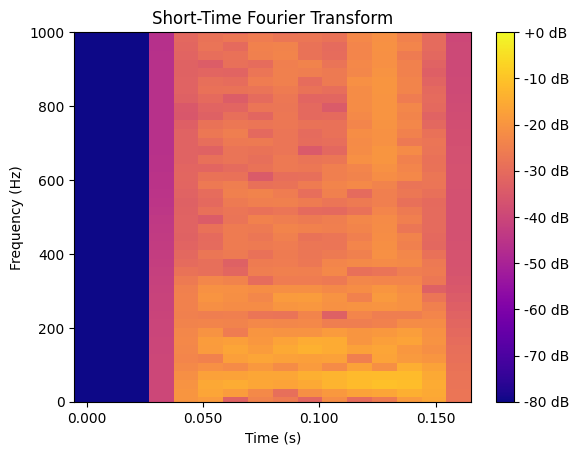 Short-Time Fourier Transform
1000
800
600
400
200
0
Frequency (Hz)
0.000
0.050
0.100
0.150
Time (s)
+0 dB
-10 dB
-20 dB
-30 dB
-40 dB
-50 dB
-60 dB
-70 dB
-80 dB